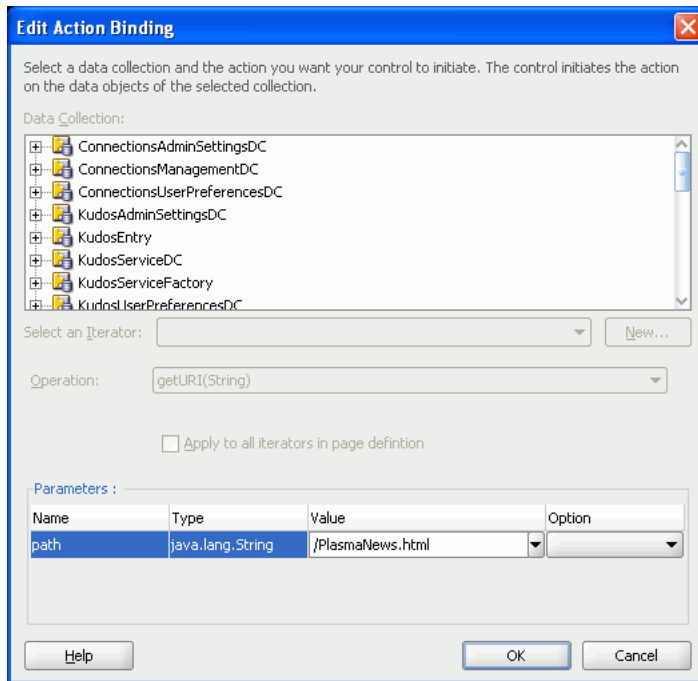 Edit Action Binding
Select a data collection and the action you want your control to initiate. The control initiates the action
on the data objects of the selected collection.
Data Collection:
ConnectionsAdminSettingsDC
ConnectionsManagementDC
ConnectionsUserPreferencesDC
KudosAdminSettingsDC
KudosEntry
KudosServiceDC
KudosServiceFactory
KudosUserPreferencesDC
Select an Iterator:
New...
Operation:
getURI(String)
Apply to all iterators in page defintion
Parameters :
Name Type Value Option
path java.lang.String /PlasmaNews.html
Help OK Cancel